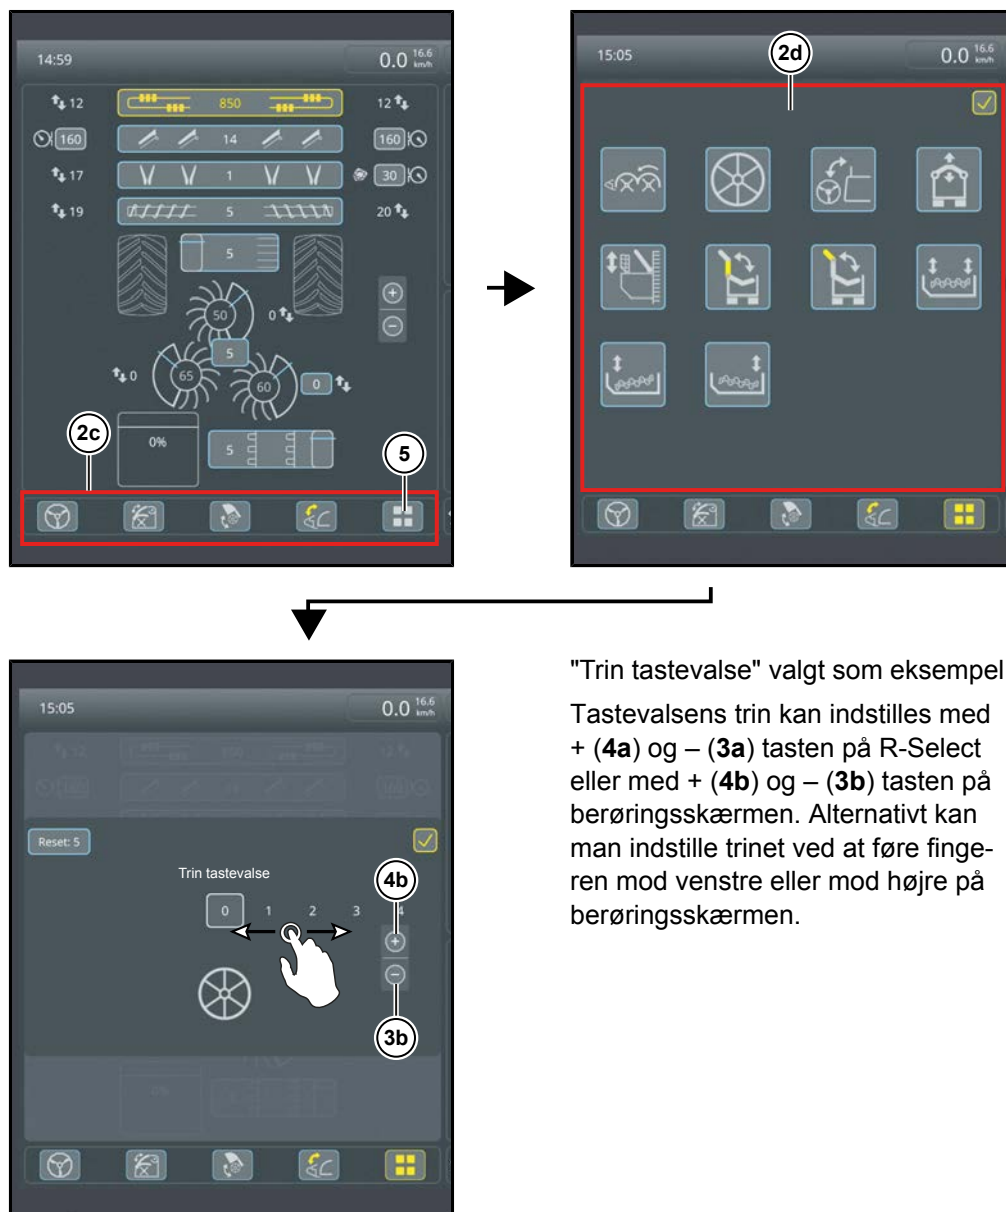 14:59
0.0 16.6 km/h
12 850 12
160 14 160
17 1 30
19 5 20
5
50 0
5
0 65 60 0
2c
0% 5
5
15:05
2d
0.0 16.6 km/h
15:05
0.0 16.6 km/h
12 850 12
Reset: 5
Trin tastevalse
4b
0 1 2 3 4
3b
0%
"Trin tastevalse" valgt som eksempel
Tastevalsens trin kan indstilles med
+ (4a) og – (3a) tasten på R-Select
eller med + (4b) og – (3b) tasten på
berøringsskærmen. Alternativt kan
man indstille trinet ved at føre finge-
ren mod venstre eller mod højre på
berøringsskærmen.